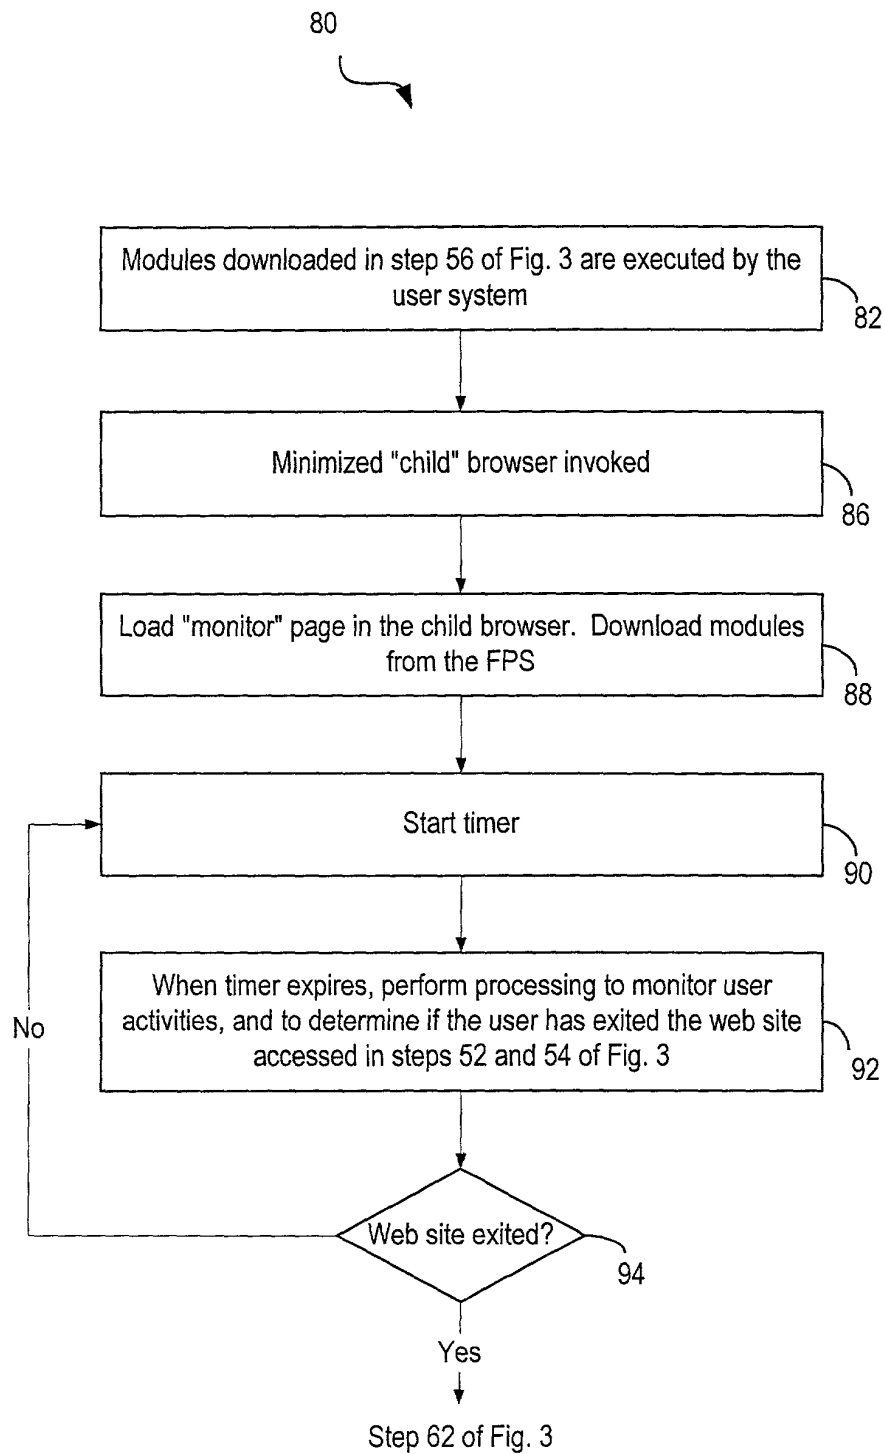 80
Modules downloaded in step 56 of Fig. 3 are executed by the
user system
82
Minimized "child" browser invoked
86
Load "monitor" page in the child browser.  Download modules
from the FPS
88
Start timer
90
When timer expires, perform processing to monitor user
activities, and to determine if the user has exited the web site
accessed in steps 52 and 54 of Fig. 3
92
No
Web site exited?
94
Yes
Step 62 of Fig. 3